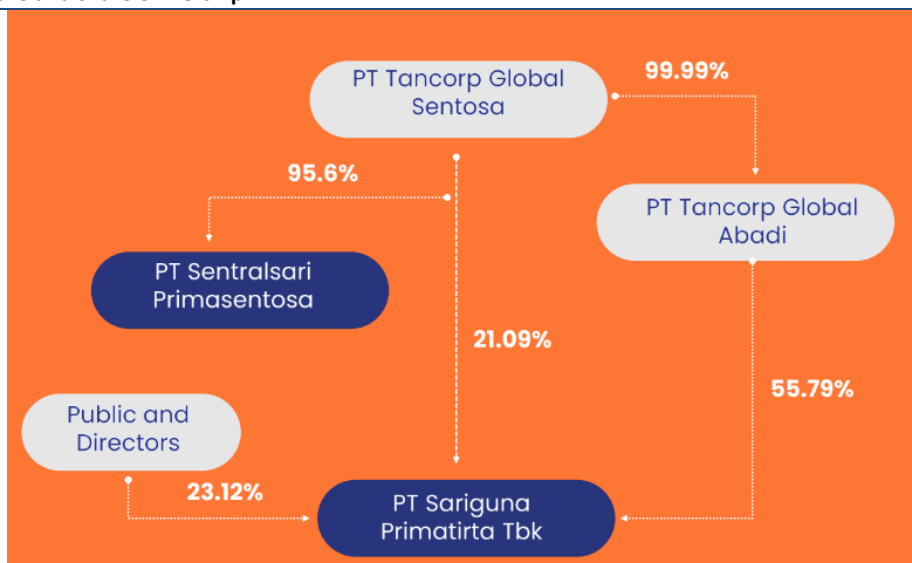 PT Tancorp Global
Sentosa
99.99%
95.6%
PT Tancorp Global
Abadi
PT Sentralsari
Primasentosa
21.09%
55.79%
Public and
Directors
23.12%
PT Sariguna
Primatirta Tbk